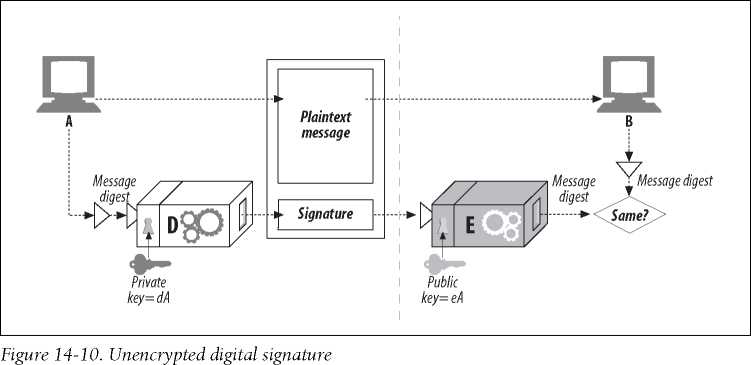 A
Plaintext
message
B
Message
digest
D
Signature
E
Message
digest
Message digest
Same?
Private
key=dA
Public
key=eA
Figure 14-10. Unencrypted digital signature